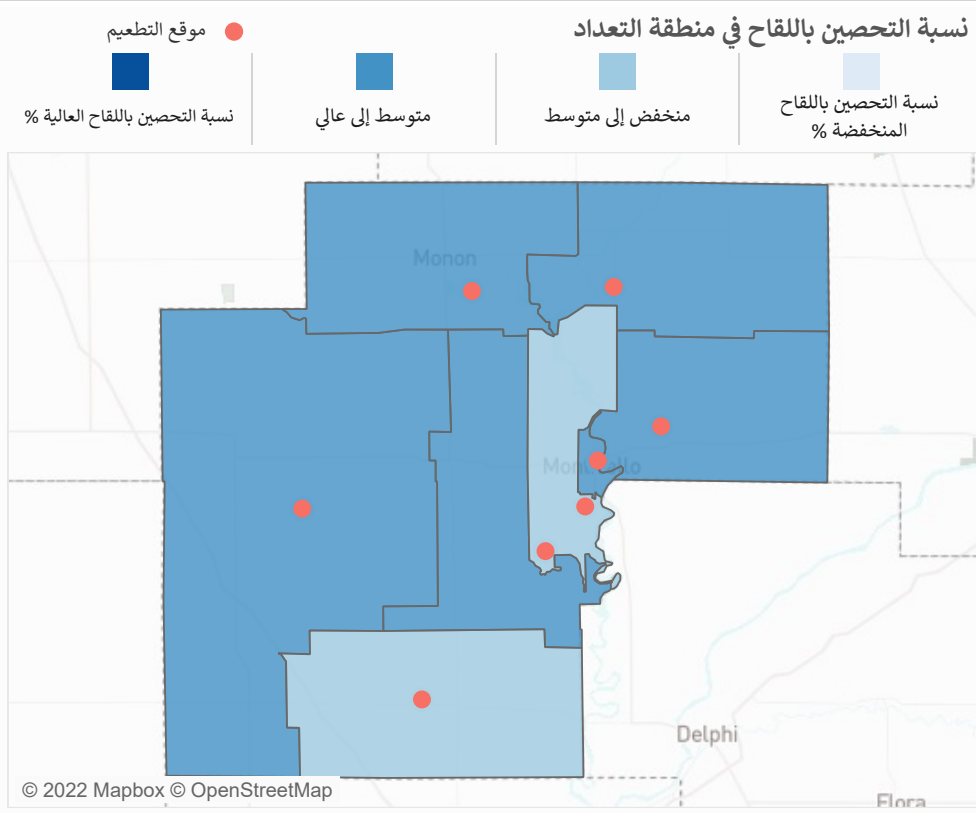 نسبة التحصين باللقاح في منطقة التعداد
موقع التطعيم
نسبة التحصين باللقاح
المنخفضة %
منخفض إلى متوسط
متوسط إلى عالي
نسبة التحصين باللقاح العالية %
Monon
Delphi
Flora
© 2022 Mapbox © OpenStreetMap